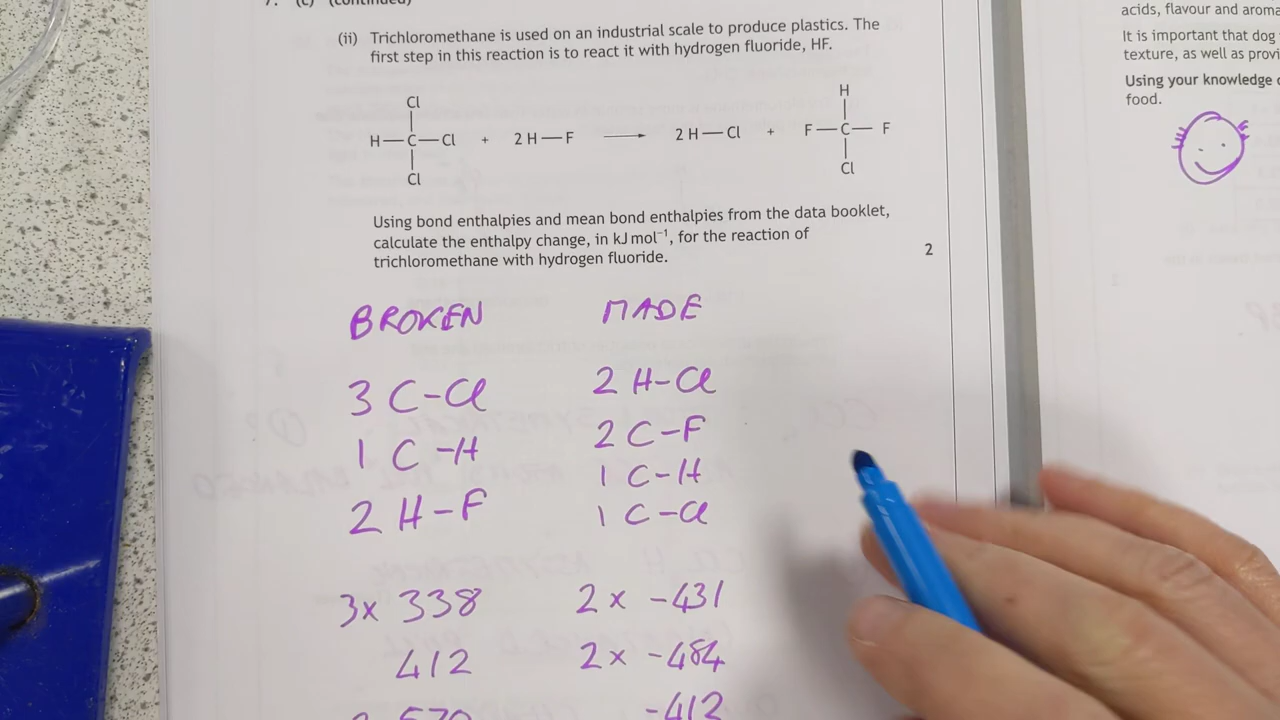 7. (c) (continued)
(ii) Trichloromethane is used on an industrial scale to produce plastics. The
first step in this reaction is to react it with hydrogen fluoride, HF.
Cl
H—C—Cl + 2 H—F ⟶ 2 H—Cl + F—C—F
Cl
H
Cl
Using bond enthalpies and mean bond enthalpies from the data booklet,
calculate the enthalpy change, in kJ mol⁻¹, for the reaction of
trichloromethane with hydrogen fluoride.
2
BROKEN MADE
3 C-Cl 2 H-Cl
1 C-H 2 C-F
2 H-F 1 C-H
1 C-Cl
3x 338 2x -431
412 2x -484
570 -412
acids, flavour and aroma
It is important that dog
texture, as well as provi
Using your knowledge
food.